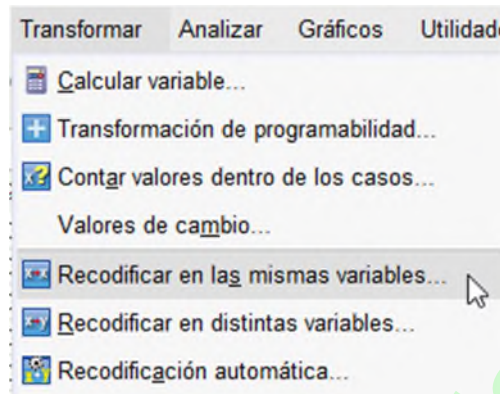 Transformar Analizar Gráficos Utilidade
Calcular variable...
Transformación de programabilidad...
Contar valores dentro de los casos...
Valores de cambio...
Recodificar en las mismas variables...
Recodificar en distintas variables...
Recodificación automática...